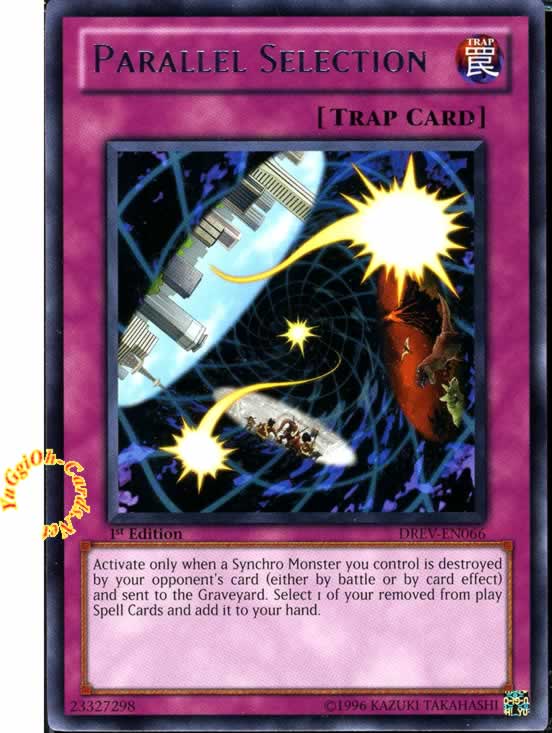 PARALLEL SELECTION
TRAP
罠
[TRAP CARD]
YuGgiOh-Cards.Net
1st Edition
DREV-EN066
Activate only when a Synchro Monster you control is destroyed
by your opponent's card (either by battle or by card effect)
and sent to the Graveyard. Select 1 of your removed from play
Spell Cards and add it to your hand.
23327298
©1996 KAZUKI TAKAHASHI